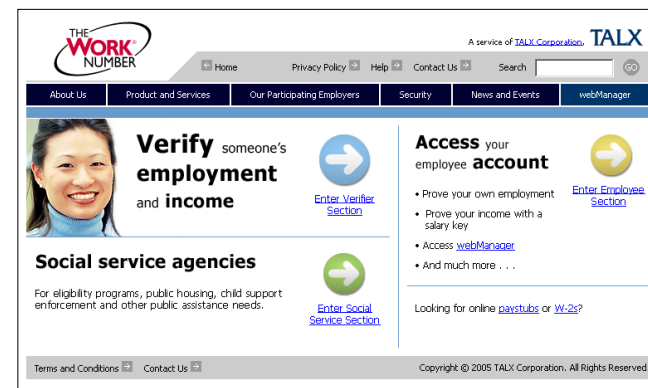 THE
WORK
NUMBER
A service of TALX Corporation. TALX
Home Privacy Policy Help Contact Us Search GO
About Us Product and Services Our Participating Employers Security News and Events webManager
Verify someone's
employment
and income
Enter Verifier
Section
Access your
employee account
• Prove your own employment
• Prove your income with a
salary key
• Access webManager
• And much more . . .
Enter Employee
Section
Social service agencies
For eligibility programs, public housing, child support
enforcement and other public assistance needs.
Enter Social
Service Section
Looking for online paystubs or W-2s?
Terms and Conditions Contact Us Copyright © 2005 TALX Corporation. All Rights Reserved